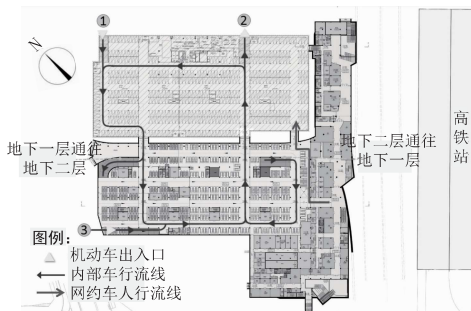 ① ②
N
地下一层通往
地下二层
地下二层通往
地下一层
高铁站
③
图例：
机动车出入口
内部车行流线
网约车人行流线